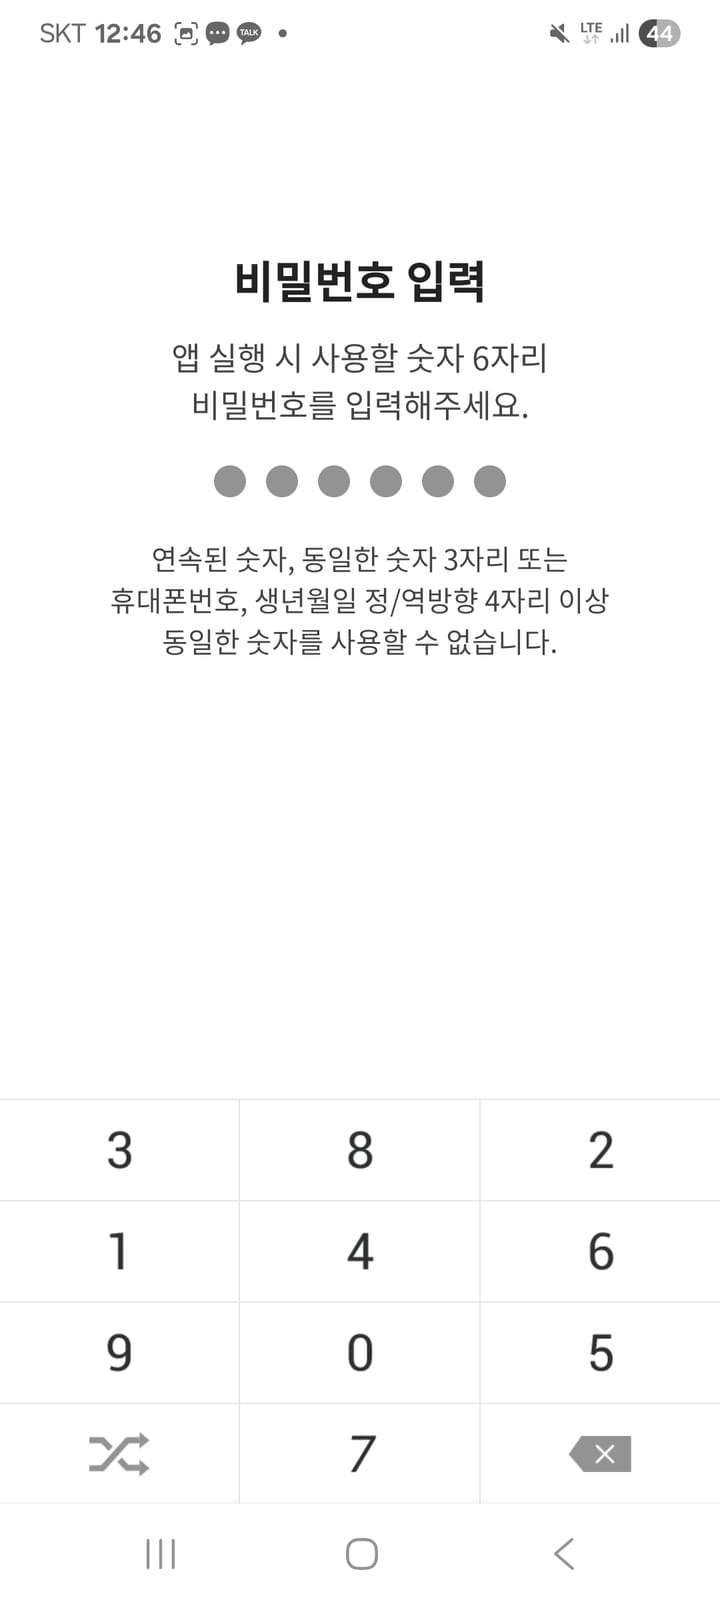 SKT 12:46 TALK LTE 44
비밀번호 입력
앱 실행 시 사용할 숫자 6자리
비밀번호를 입력해주세요.
연속된 숫자, 동일한 숫자 3자리 또는
휴대폰번호, 생년월일 정/역방향 4자리 이상
동일한 숫자를 사용할 수 없습니다.
3 8 2
1 4 6
9 0 5
7